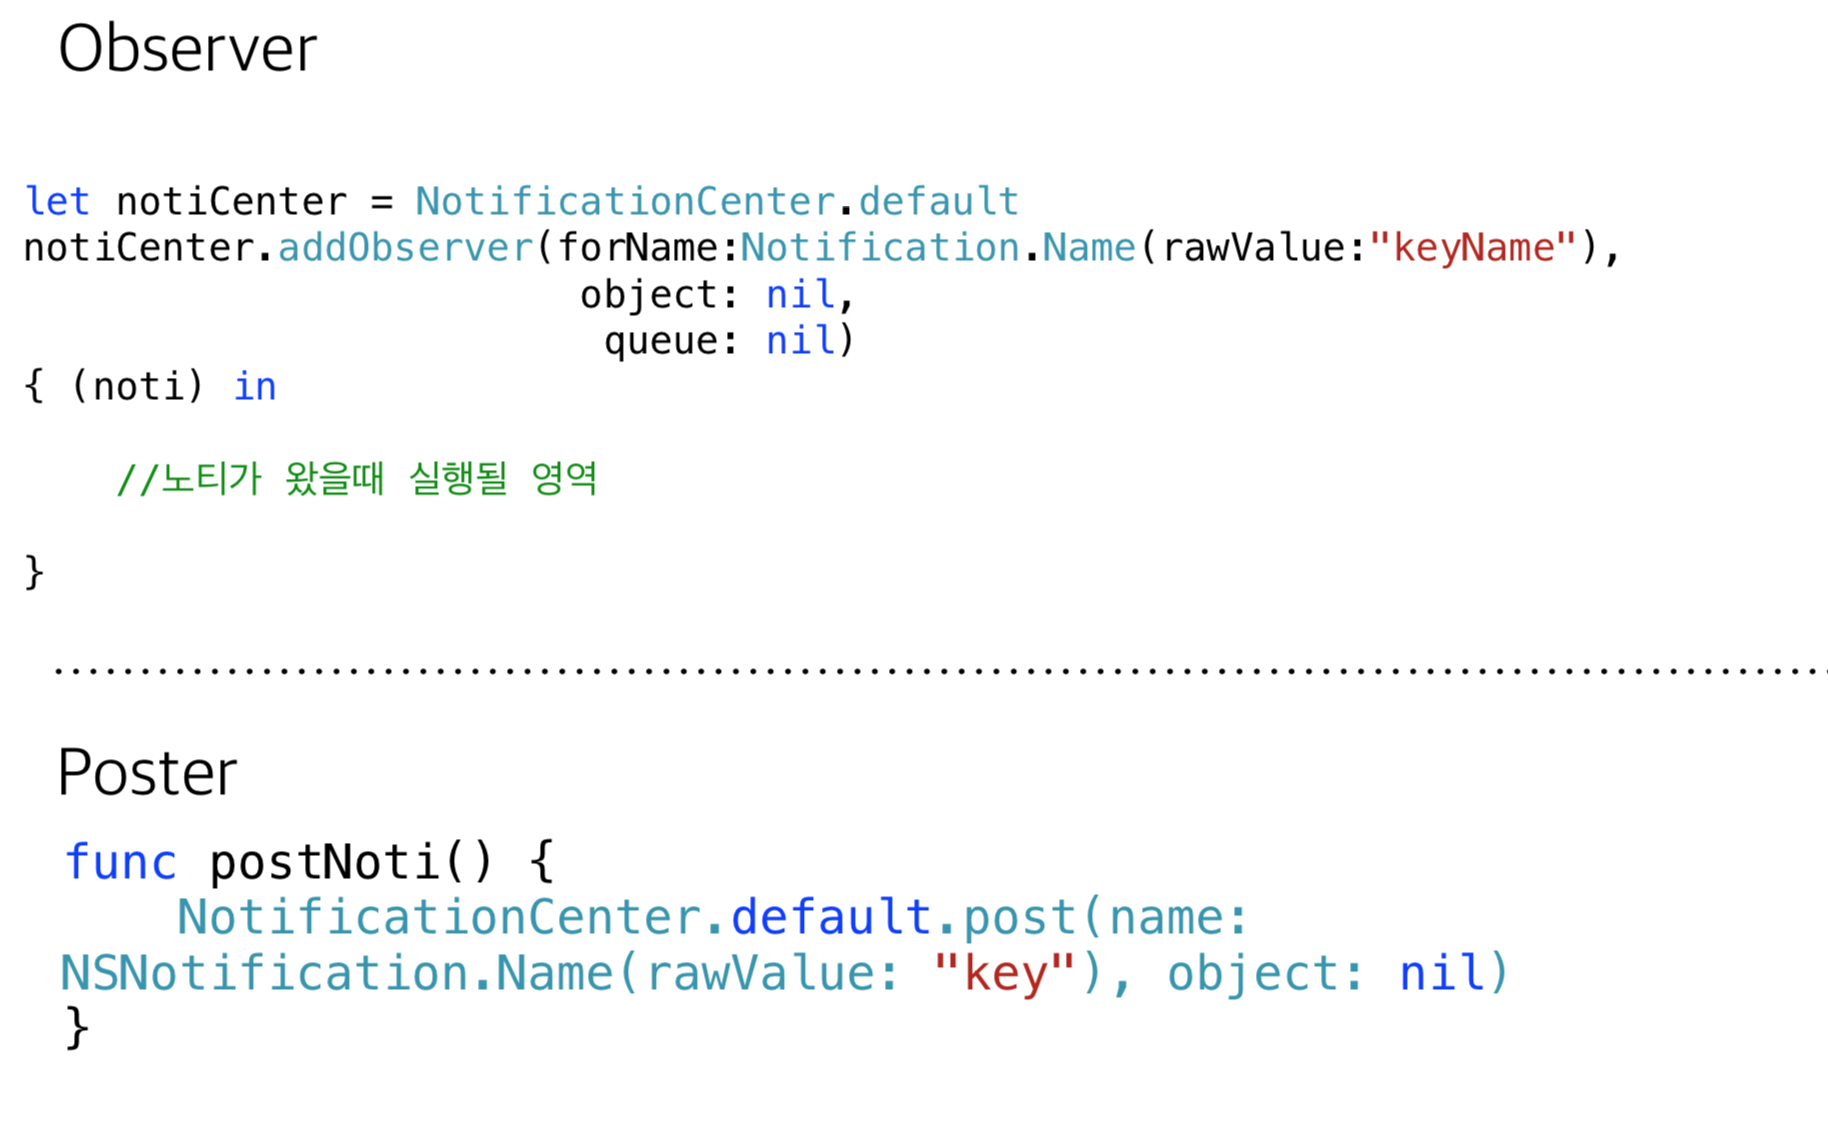 Observer
let notiCenter = NotificationCenter.default
notiCenter.addObserver(forName:Notification.Name(rawValue:"keyName"),
object: nil,
queue: nil)
{ (noti) in
//노티가 왔을때 실행될 영역
}
Poster
func postNoti() {
NotificationCenter.default.post(name:
NSNotification.Name(rawValue: "key"), object: nil)
}